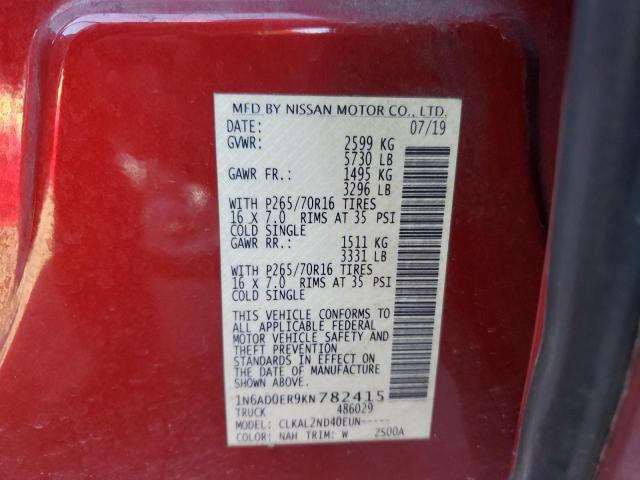 MFD BY NISSAN MOTOR CO., LTD.
DATE: 07/19
GVWR: 2599 KG
5730 LB
GAWR FR.: 1495 KG
3296 LB
WITH P265/70R16 TIRES
16 X 7.0 RIMS AT 35 PSI
COLD SINGLE
GAWR RR.: 1511 KG
3331 LB
WITH P265/70R16 TIRES
16 X 7.0 RIMS AT 35 PSI
COLD SINGLE
THIS VEHICLE CONFORMS TO
ALL APPLICABLE FEDERAL
MOTOR VEHICLE SAFETY AND
THEFT PREVENTION
STANDARDS IN EFFECT ON
THE DATE OF MANUFACTURE
SHOWN ABOVE.
1N6AD0ER9KN782415
TRUCK 486029
MODEL: CLKAL2ND40EUN-----
COLOR: NAH TRIM: W 2S00A